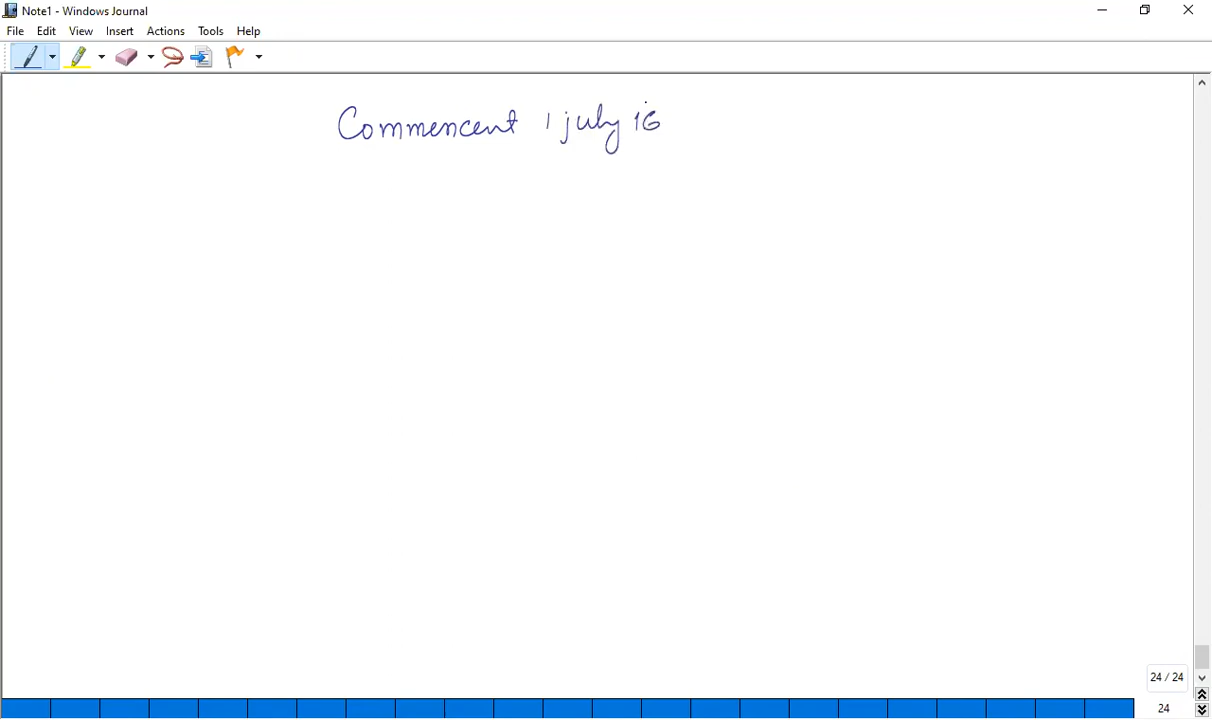 Note1 - Windows Journal
File Edit View Insert Actions Tools Help
Commencent 1 july 16
24 / 24
24